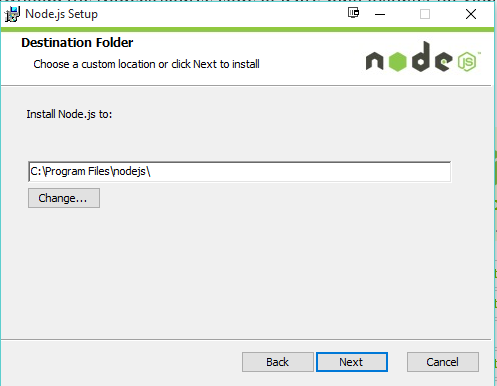 Node.js Setup
Destination Folder
Choose a custom location or click Next to install
node
JS
Install Node.js to:
C:\Program Files\nodejs\
Change...
Back
Next
Cancel